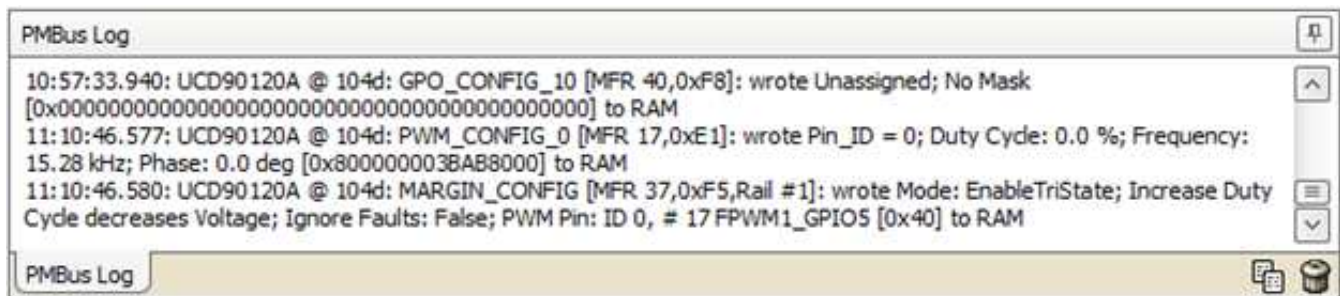 PMBus Log
10:57:33.940: UCD90120A @ 104d: GPO_CONFIG_10 [MFR 40,0xF8]: wrote Unassigned; No Mask
[0x00000000000000000000000000000000000000000000] to RAM
11:10:46.577: UCD90120A @ 104d: PWM_CONFIG_0 [MFR 17,0xE1]: wrote Pin_ID = 0; Duty Cycle: 0.0 %; Frequency:
15.28 kHz; Phase: 0.0 deg [0x800000003BAB8000] to RAM
11:10:46.580: UCD90120A @ 104d: MARGIN_CONFIG [MFR 37,0xF5,Rail #1]: wrote Mode: EnableTriState; Increase Duty
Cycle decreases Voltage; Ignore Faults: False; PWM Pin: ID 0, # 17 FPWM1_GPIO5 [0x40] to RAM
PMBus Log